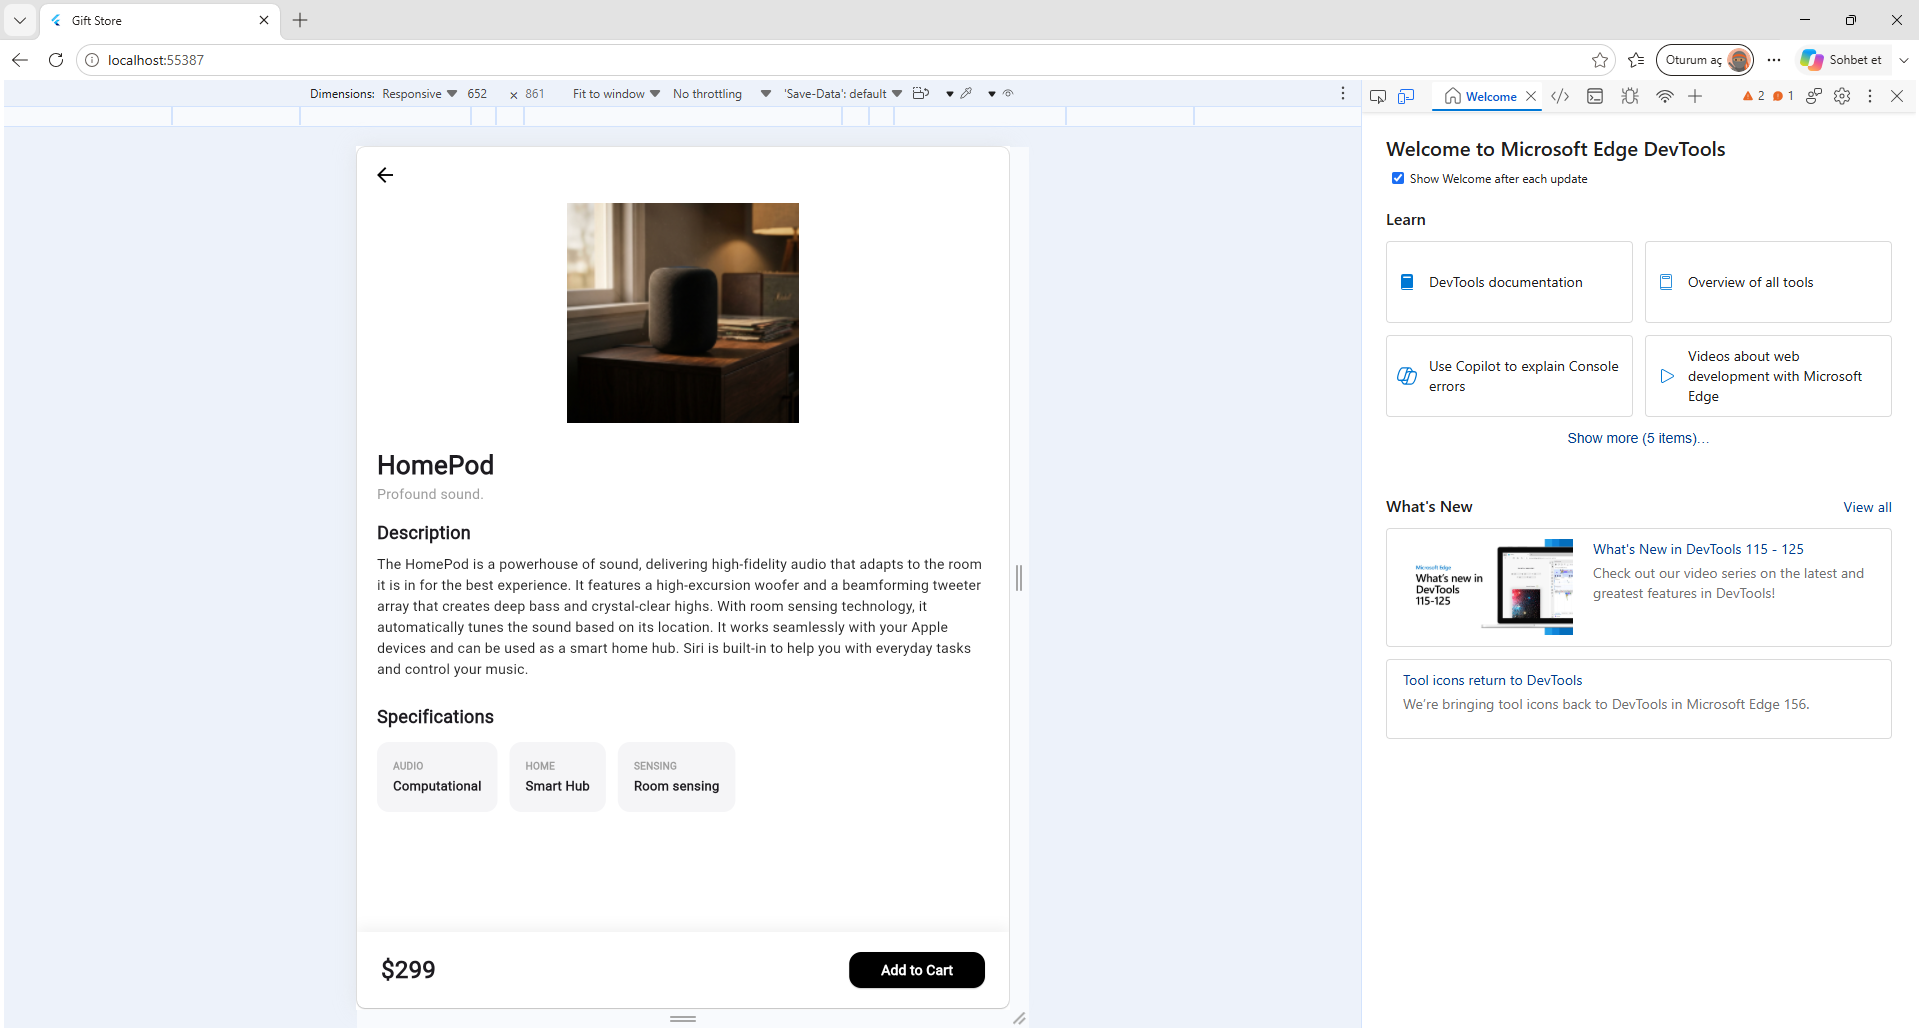 Gift Store
localhost:55387
Oturum aç
Sohbet et
Dimensions: Responsive 652 × 861 Fit to window No throttling 'Save-Data': default
Welcome
2 1
HomePod
Profound sound.
Description
The HomePod is a powerhouse of sound, delivering high-fidelity audio that adapts to the room
it is in for the best experience. It features a high-excursion woofer and a beamforming tweeter
array that creates deep bass and crystal-clear highs. With room sensing technology, it
automatically tunes the sound based on its location. It works seamlessly with your Apple
devices and can be used as a smart home hub. Siri is built-in to help you with everyday tasks
and control your music.
Specifications
AUDIO
Computational
HOME
Smart Hub
SENSING
Room sensing
$299
Add to Cart
Welcome to Microsoft Edge DevTools
Show Welcome after each update
Learn
DevTools documentation
Overview of all tools
Use Copilot to explain Console
errors
Videos about web
development with Microsoft
Edge
Show more (5 items)…
What's New
View all
Microsoft Edge
What's new in
DevTools
115-125
What's New in DevTools 115 - 125
Check out our video series on the latest and
greatest features in DevTools!
Tool icons return to DevTools
We're bringing tool icons back to DevTools in Microsoft Edge 156.